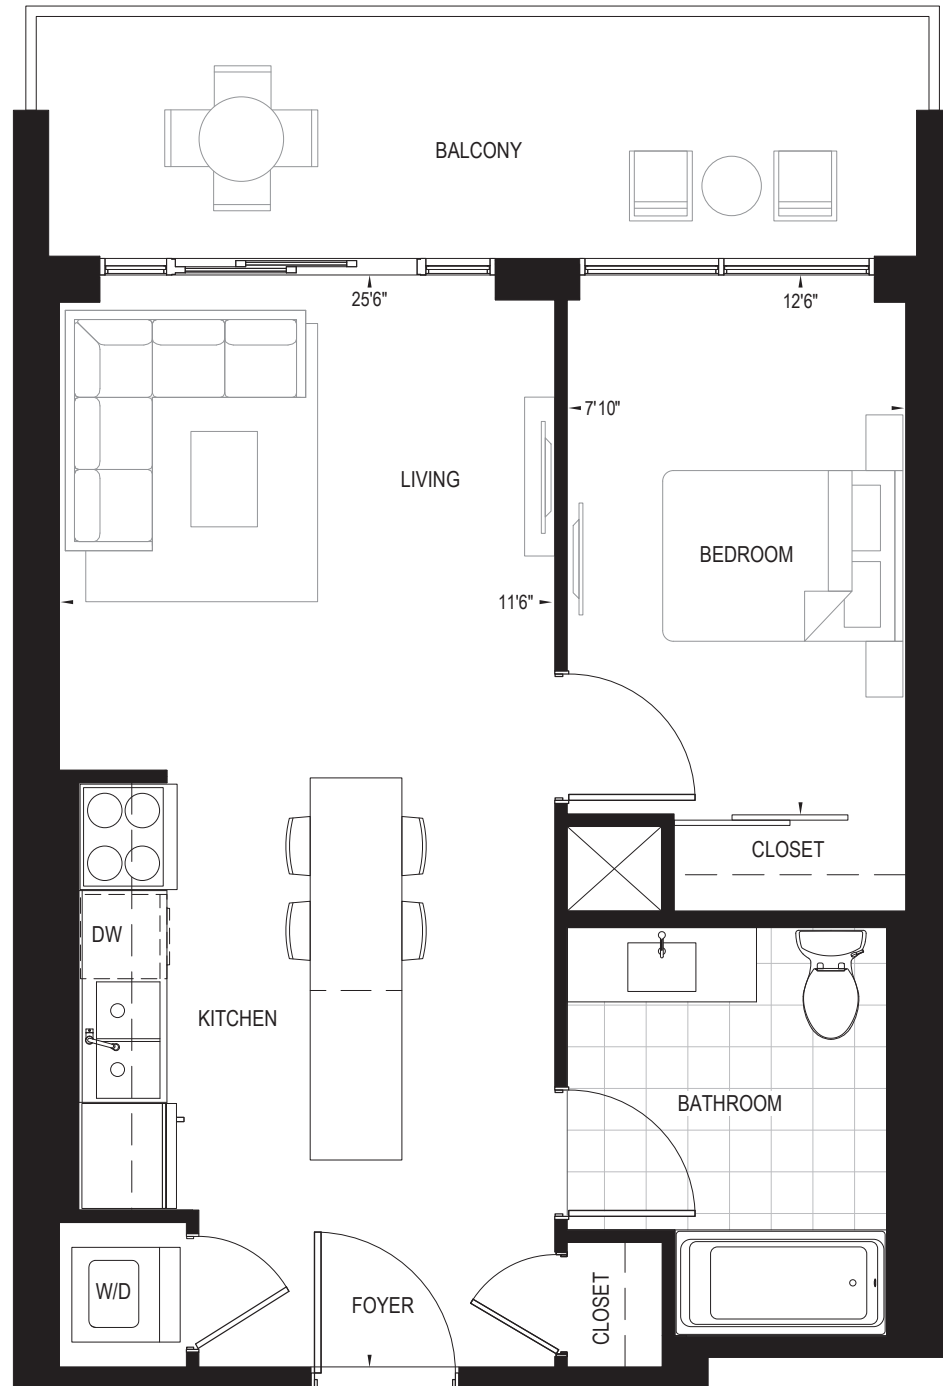 BALCONY
25'6"
12'6"
7'10"
LIVING
BEDROOM
11'6"
CLOSET
DW
KITCHEN
BATHROOM
W/D
FOYER
CLOSET